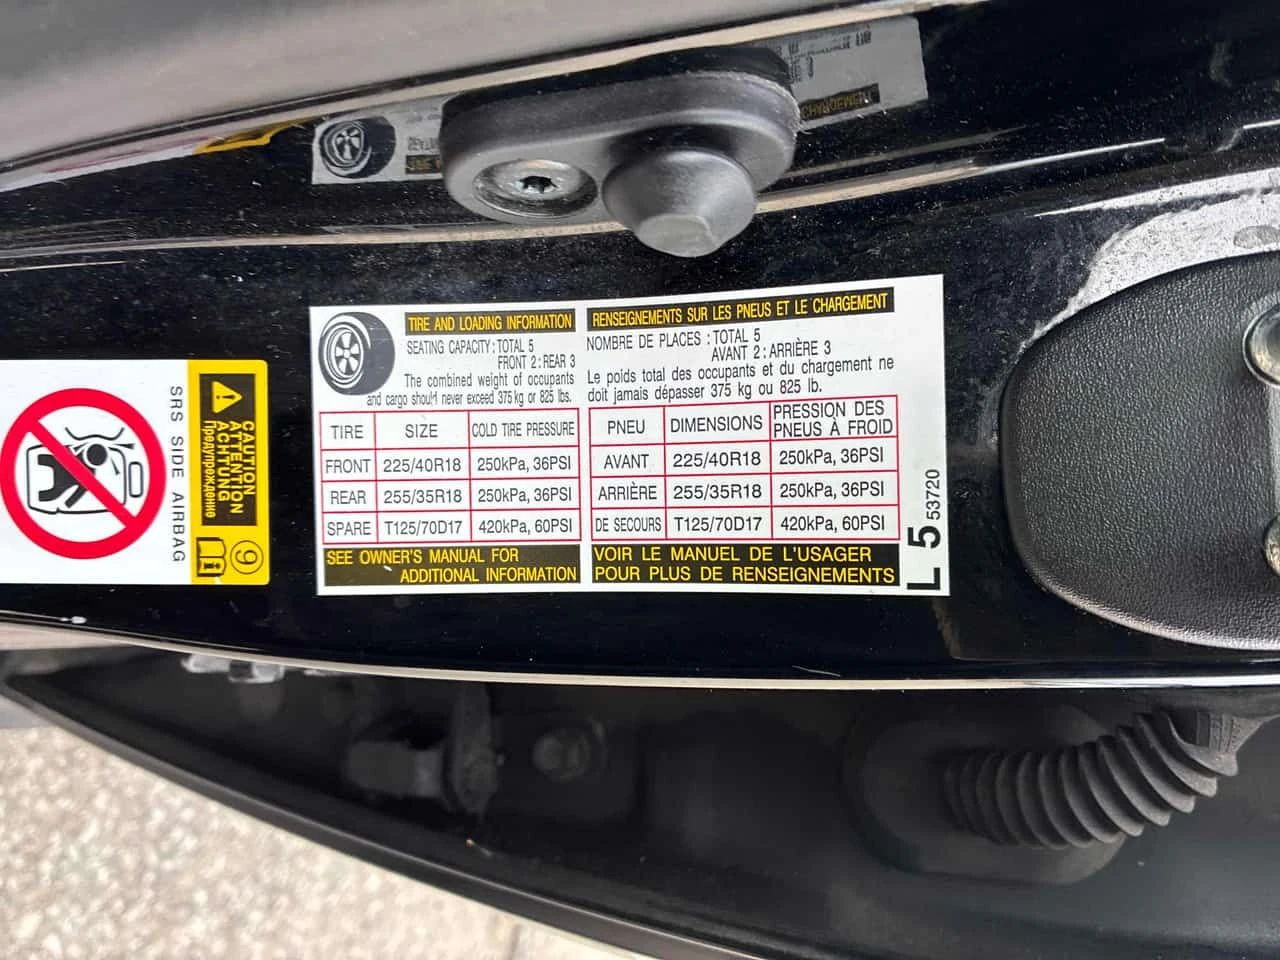 TIRE AND LOADING INFORMATION
SEATING CAPACITY: TOTAL 5
FRONT 2: REAR 3
The combined weight of occupants
and cargo should never exceed 375 kg or 825 lbs.
TIRE SIZE COLD TIRE PRESSURE
FRONT 225/40R18 250kPa, 36PSI
REAR 255/35R18 250kPa, 36PSI
SPARE T125/70D17 420kPa, 60PSI
SEE OWNER'S MANUAL FOR
ADDITIONAL INFORMATION
RENSEIGNEMENTS SUR LES PNEUS ET LE CHARGEMENT
NOMBRE DE PLACES : TOTAL 5
AVANT 2: ARRIÈRE 3
Le poids total des occupants et du chargement ne
doit jamais dépasser 375 kg ou 825 lb.
PNEU DIMENSIONS PRESSION DES
PNEUS À FROID
AVANT 225/40R18 250kPa, 36PSI
ARRIÈRE 255/35R18 250kPa, 36PSI
DE SECOURS T125/70D17 420kPa, 60PSI
VOIR LE MANUEL DE L'USAGER
POUR PLUS DE RENSEIGNEMENTS
L 5 53720
CAUTION
ATTENTION
ACHTUNG
Предупреждение
9
SRS SIDE AIRBAG